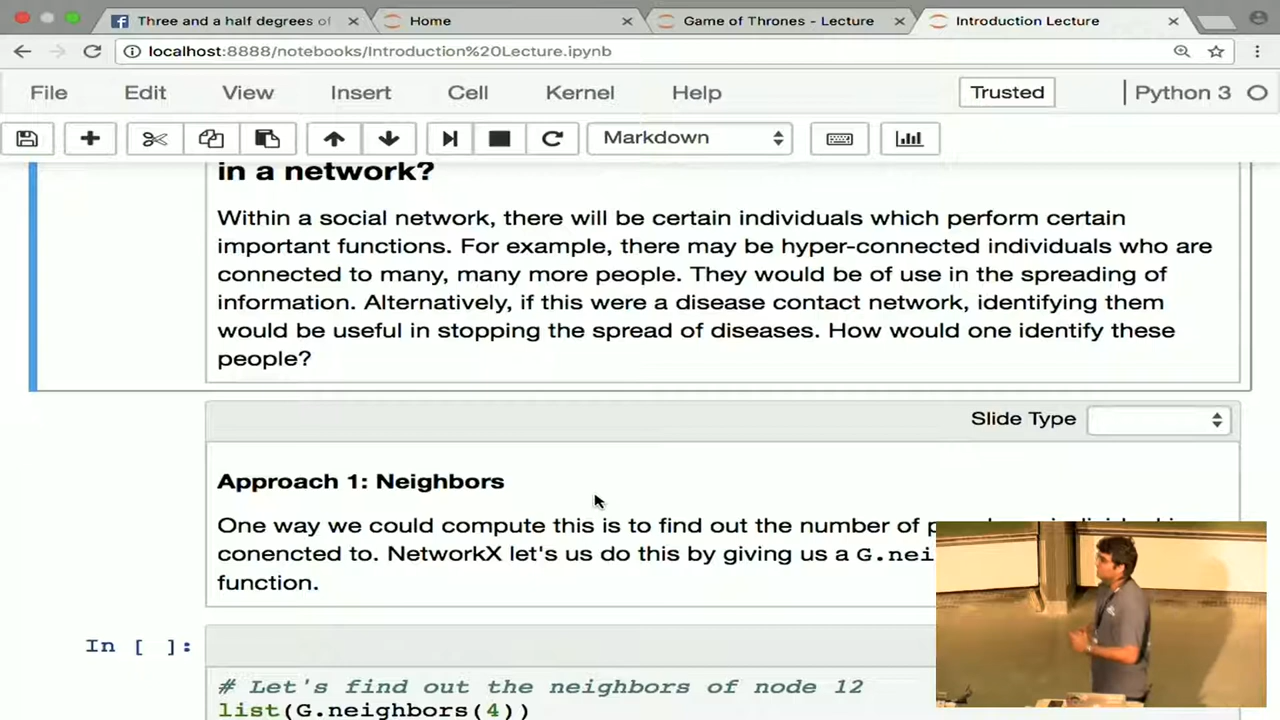 Three and a half degrees of
Home
Game of Thrones - Lecture
Introduction Lecture
localhost:8888/notebooks/Introduction%20Lecture.ipynb
File Edit View Insert Cell Kernel Help Trusted Python 3
Markdown
in a network?
Within a social network, there will be certain individuals which perform certain
important functions. For example, there may be hyper-connected individuals who are
connected to many, many more people. They would be of use in the spreading of
information. Alternatively, if this were a disease contact network, identifying them
would be useful in stopping the spread of diseases. How would one identify these
people?
Slide Type
Approach 1: Neighbors
One way we could compute this is to find out the number of
conencted to. NetworkX let's us do this by giving us a G.nei
function.
In [ ]:
# Let's find out the neighbors of node 12
list(G.neighbors(4))